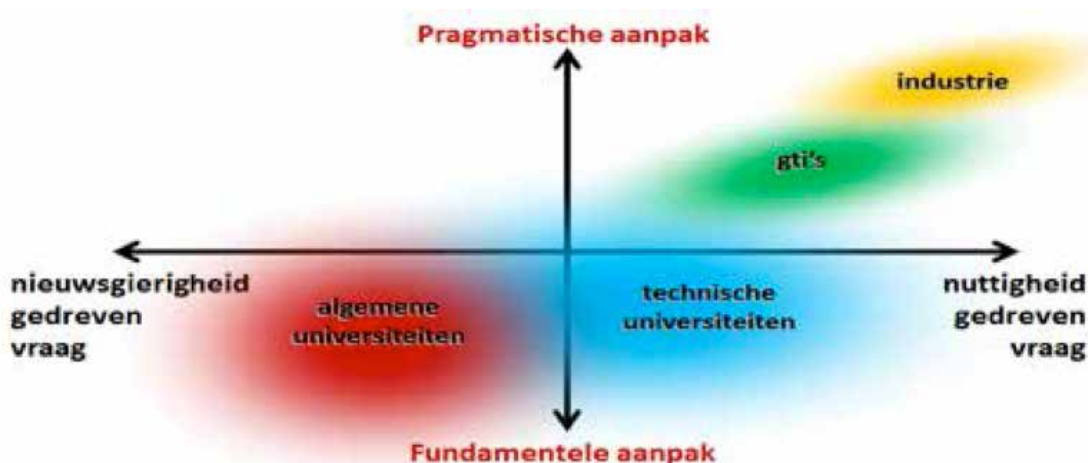 Pragmatische aanpak
industrie
gti's
nieuwsgierigheid
gedreven
vraag
algemene
universiteiten
technische
universiteiten
nuttigheid
gedreven
vraag
Fundamentele aanpak